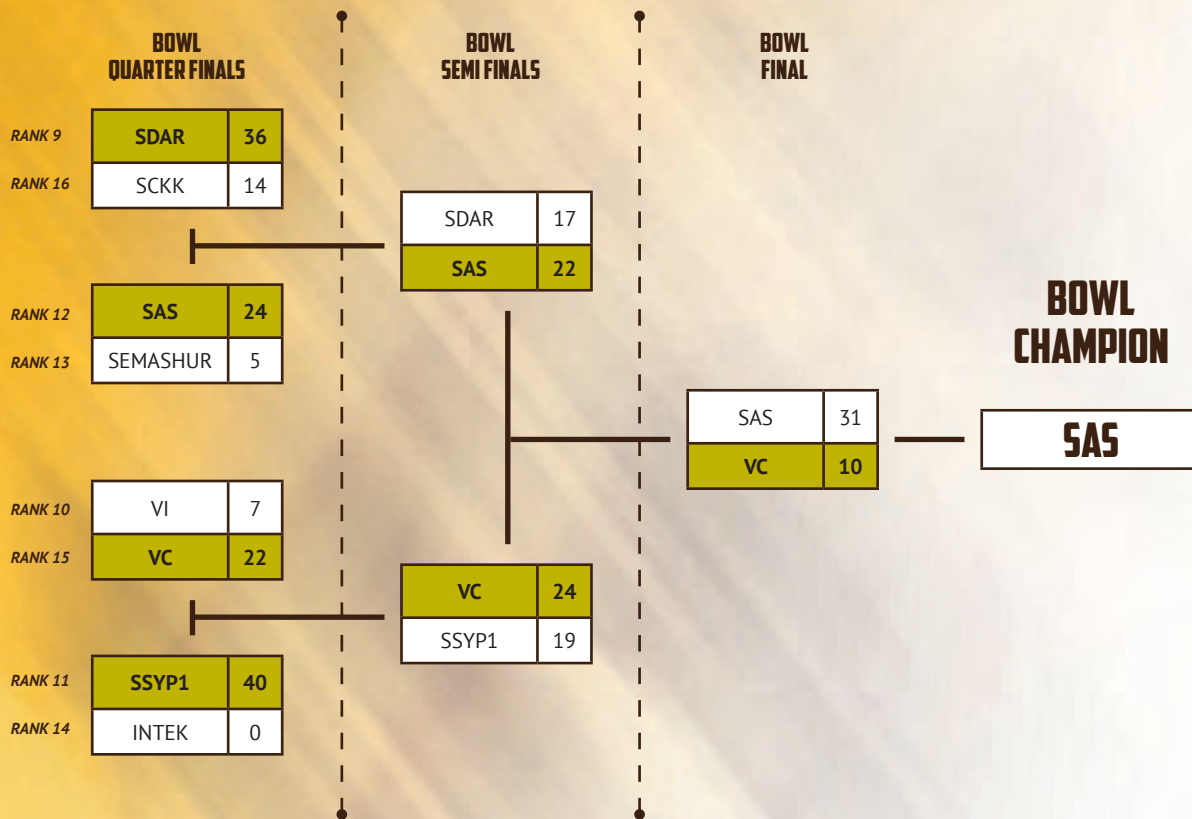 BOWL
QUARTER FINALS
BOWL
SEMI FINALS
BOWL
FINAL
RANK 9 SDAR 36
RANK 16 SCKK 14
SDAR 17
SAS 22
RANK 12 SAS 24
RANK 13 SEMASHUR 5
BOWL
CHAMPION
SAS 31
VC 10
SAS
RANK 10 VI 7
RANK 15 VC 22
VC 24
SSYP1 19
RANK 11 SSYP1 40
RANK 14 INTEK 0